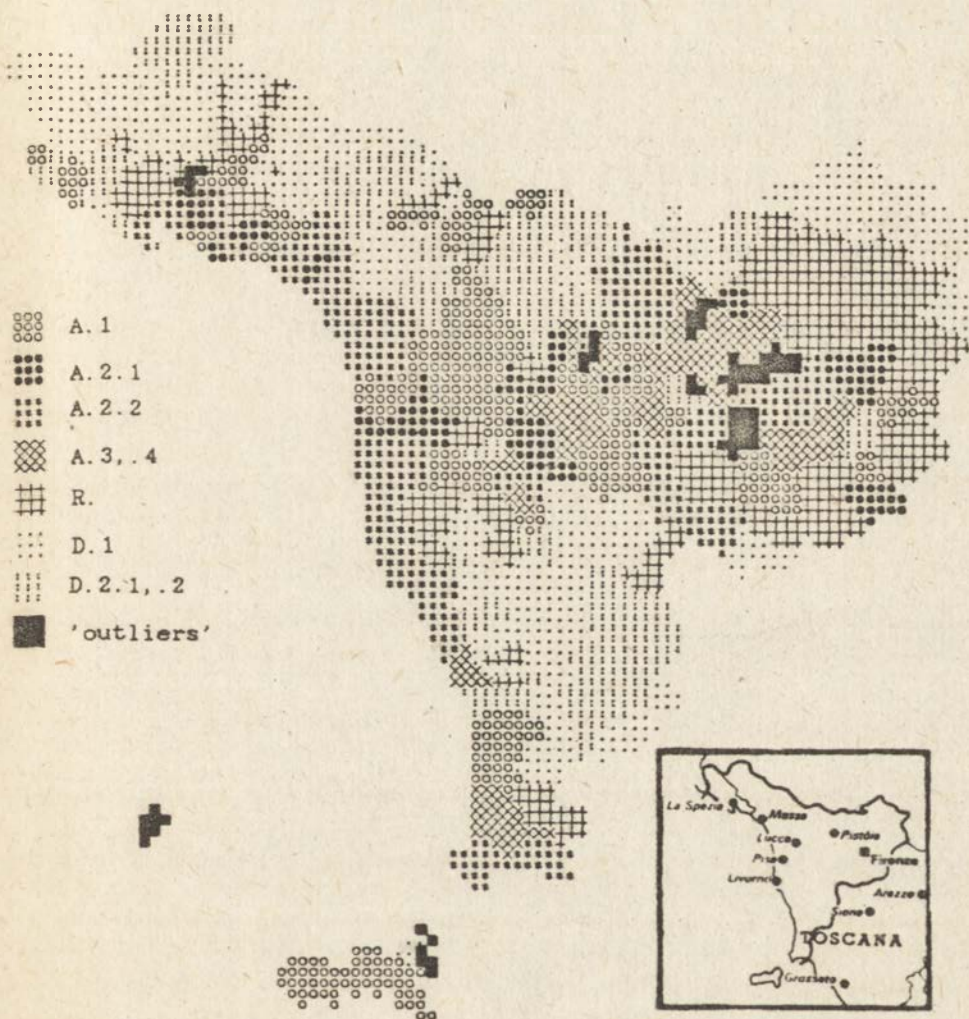 A.1
A.2.1
A.2.2
A.3,.4
R.
D.1
D.2.1,.2
'outliers'
La Spezia
Massa
Lucca
Pistóia
Pisa
Firenze
Livorno
Arezzo
Siena
TOSCANA
Grosseto